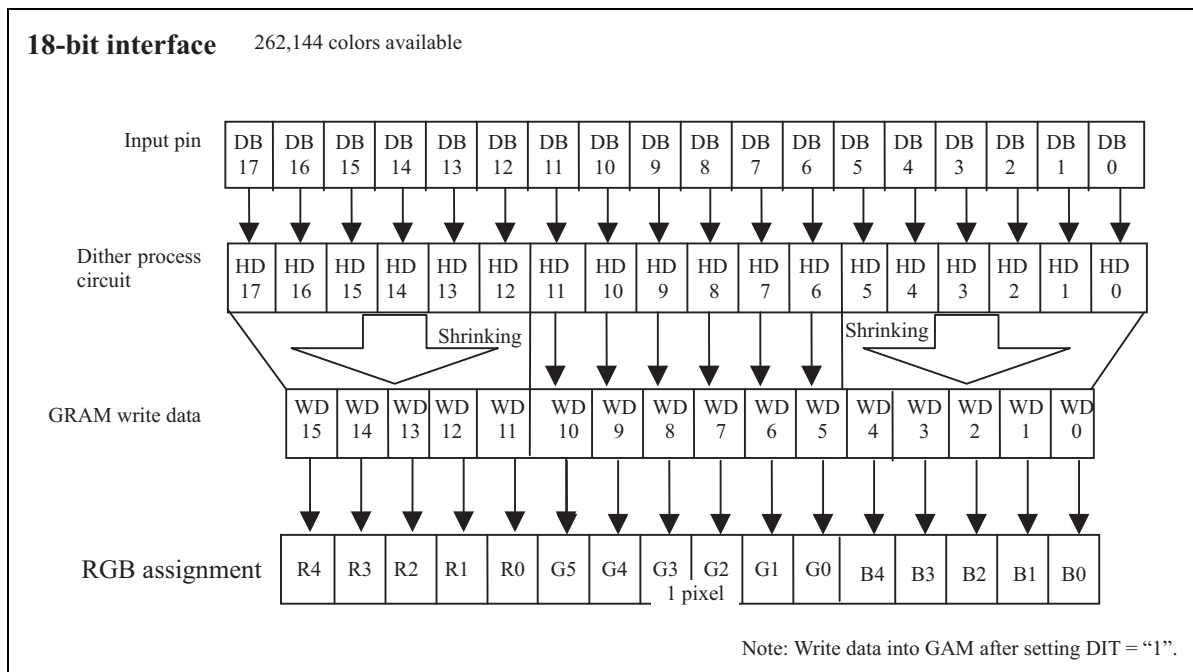 18-bit interface 262,144 colors available
Input pin DB 17 DB 16 DB 15 DB 14 DB 13 DB 12 DB 11 DB 10 DB 9 DB 8 DB 7 DB 6 DB 5 DB 4 DB 3 DB 2 DB 1 DB 0
Dither process circuit HD 17 HD 16 HD 15 HD 14 HD 13 HD 12 HD 11 HD 10 HD 9 HD 8 HD 7 HD 6 HD 5 HD 4 HD 3 HD 2 HD 1 HD 0
Shrinking Shrinking
GRAM write data WD 15 WD 14 WD 13 WD 12 WD 11 WD 10 WD 9 WD 8 WD 7 WD 6 WD 5 WD 4 WD 3 WD 2 WD 1 WD 0
RGB assignment R4 R3 R2 R1 R0 G5 G4 G3 G2 G1 G0 B4 B3 B2 B1 B0
1 pixel
Note: Write data into GAM after setting DIT = “1”.